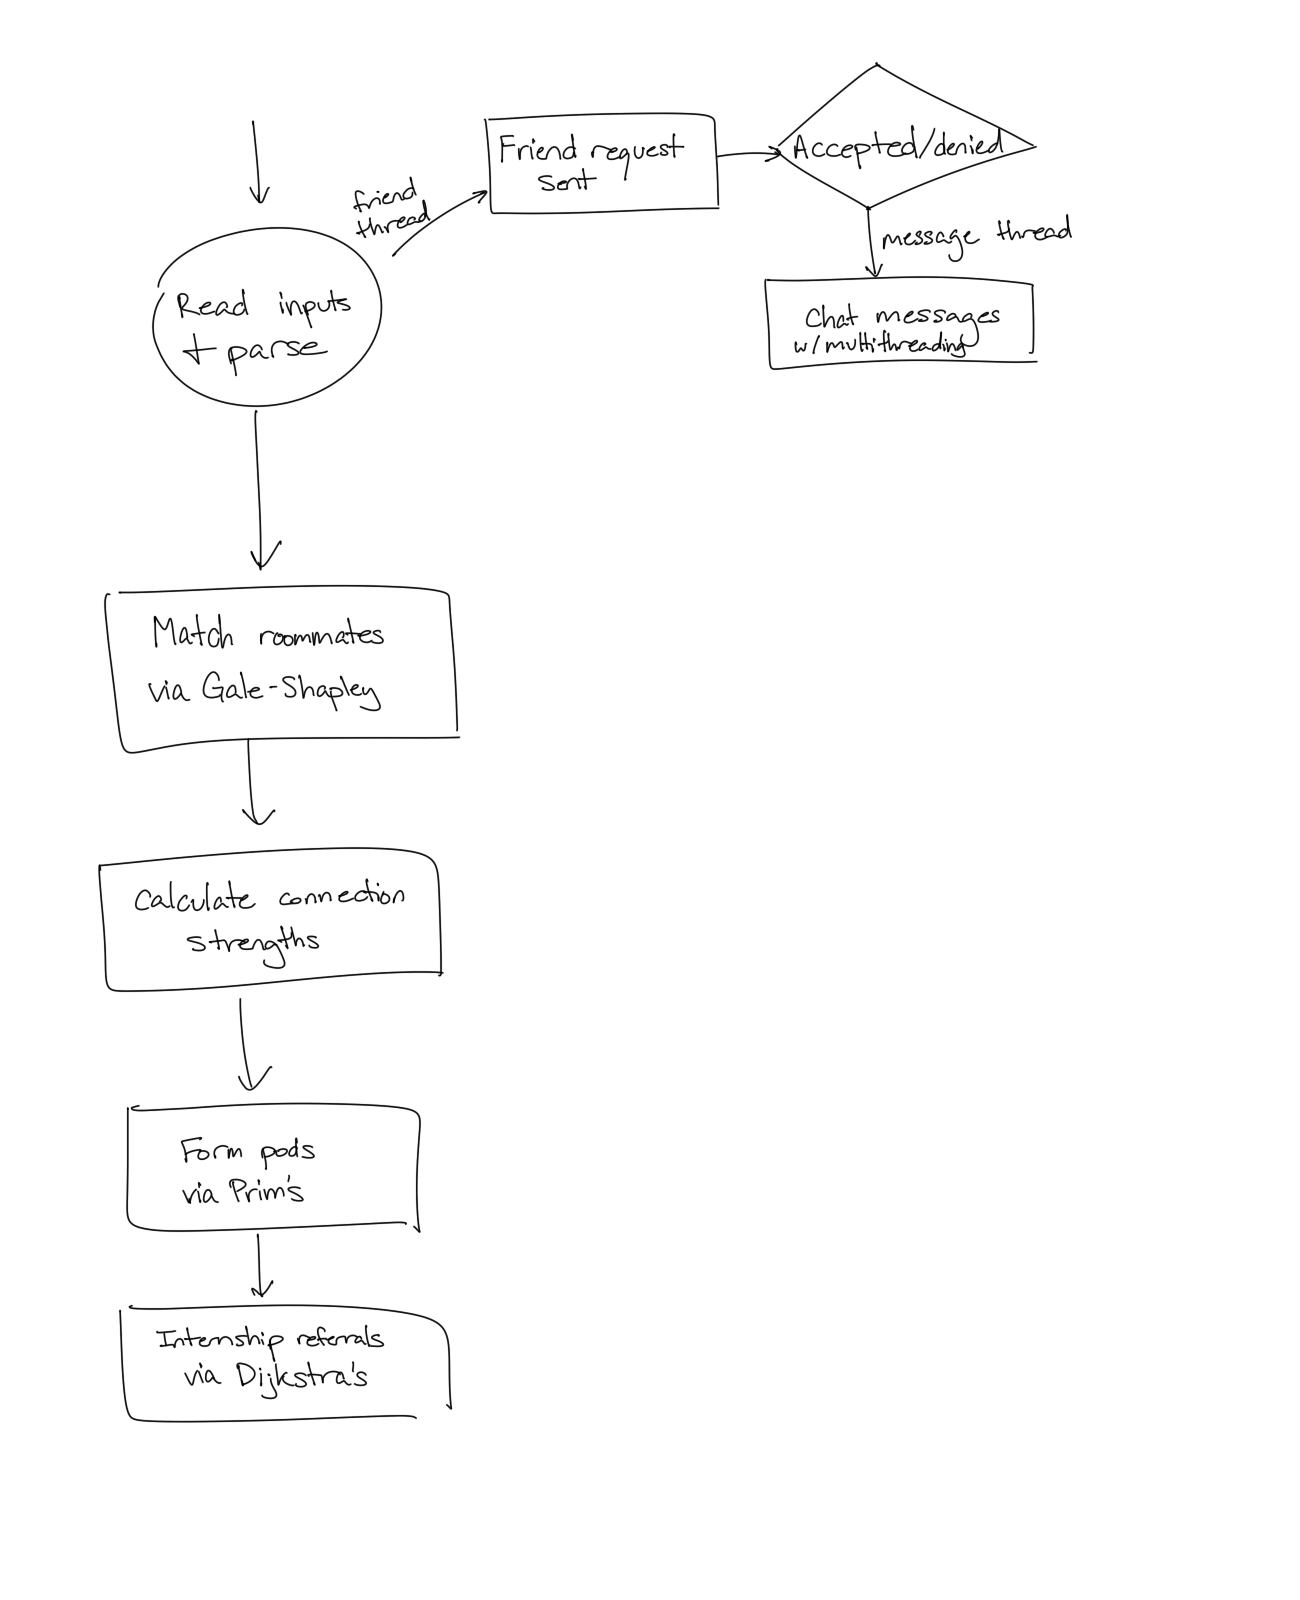 friend
thread
Friend request
sent
Accepted/denied
message thread
Chat messages
w/multithreading
Read inputs
+ parse
Match roommates
via Gale-Shapley
Calculate connection
strengths
Form pods
via Prim's
Internship referrals
via Dijkstra's